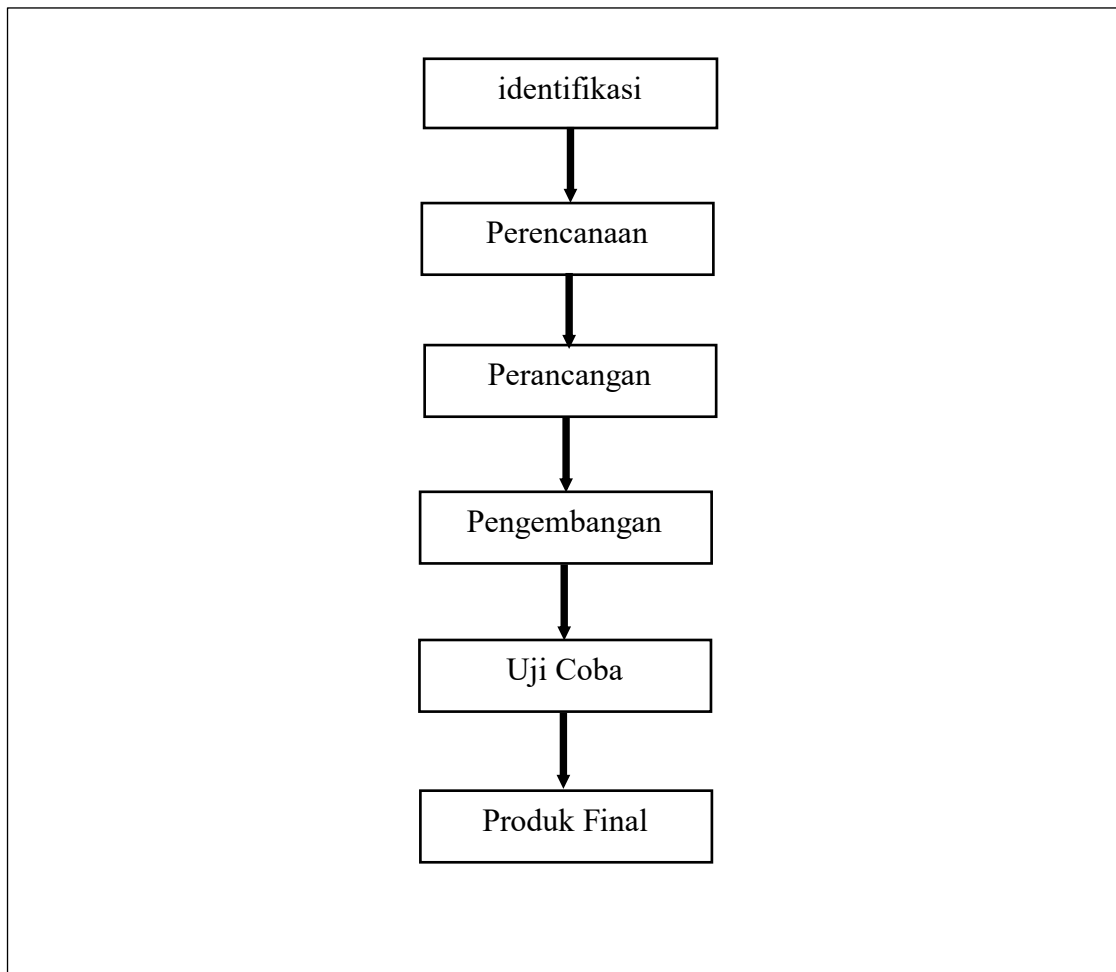 identifikasi
Perencanaan
Perancangan
Pengembangan
Uji Coba
Produk Final